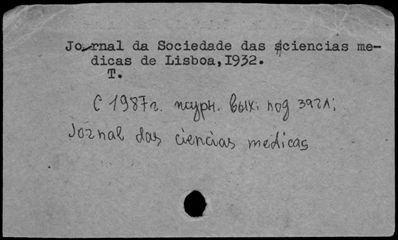 Jornal da Sociedade das sciencias me-
dicas de Lisboa,1932.
T.
С 1987г. журн. вых. под загл:
Jornal das ciencias medicas